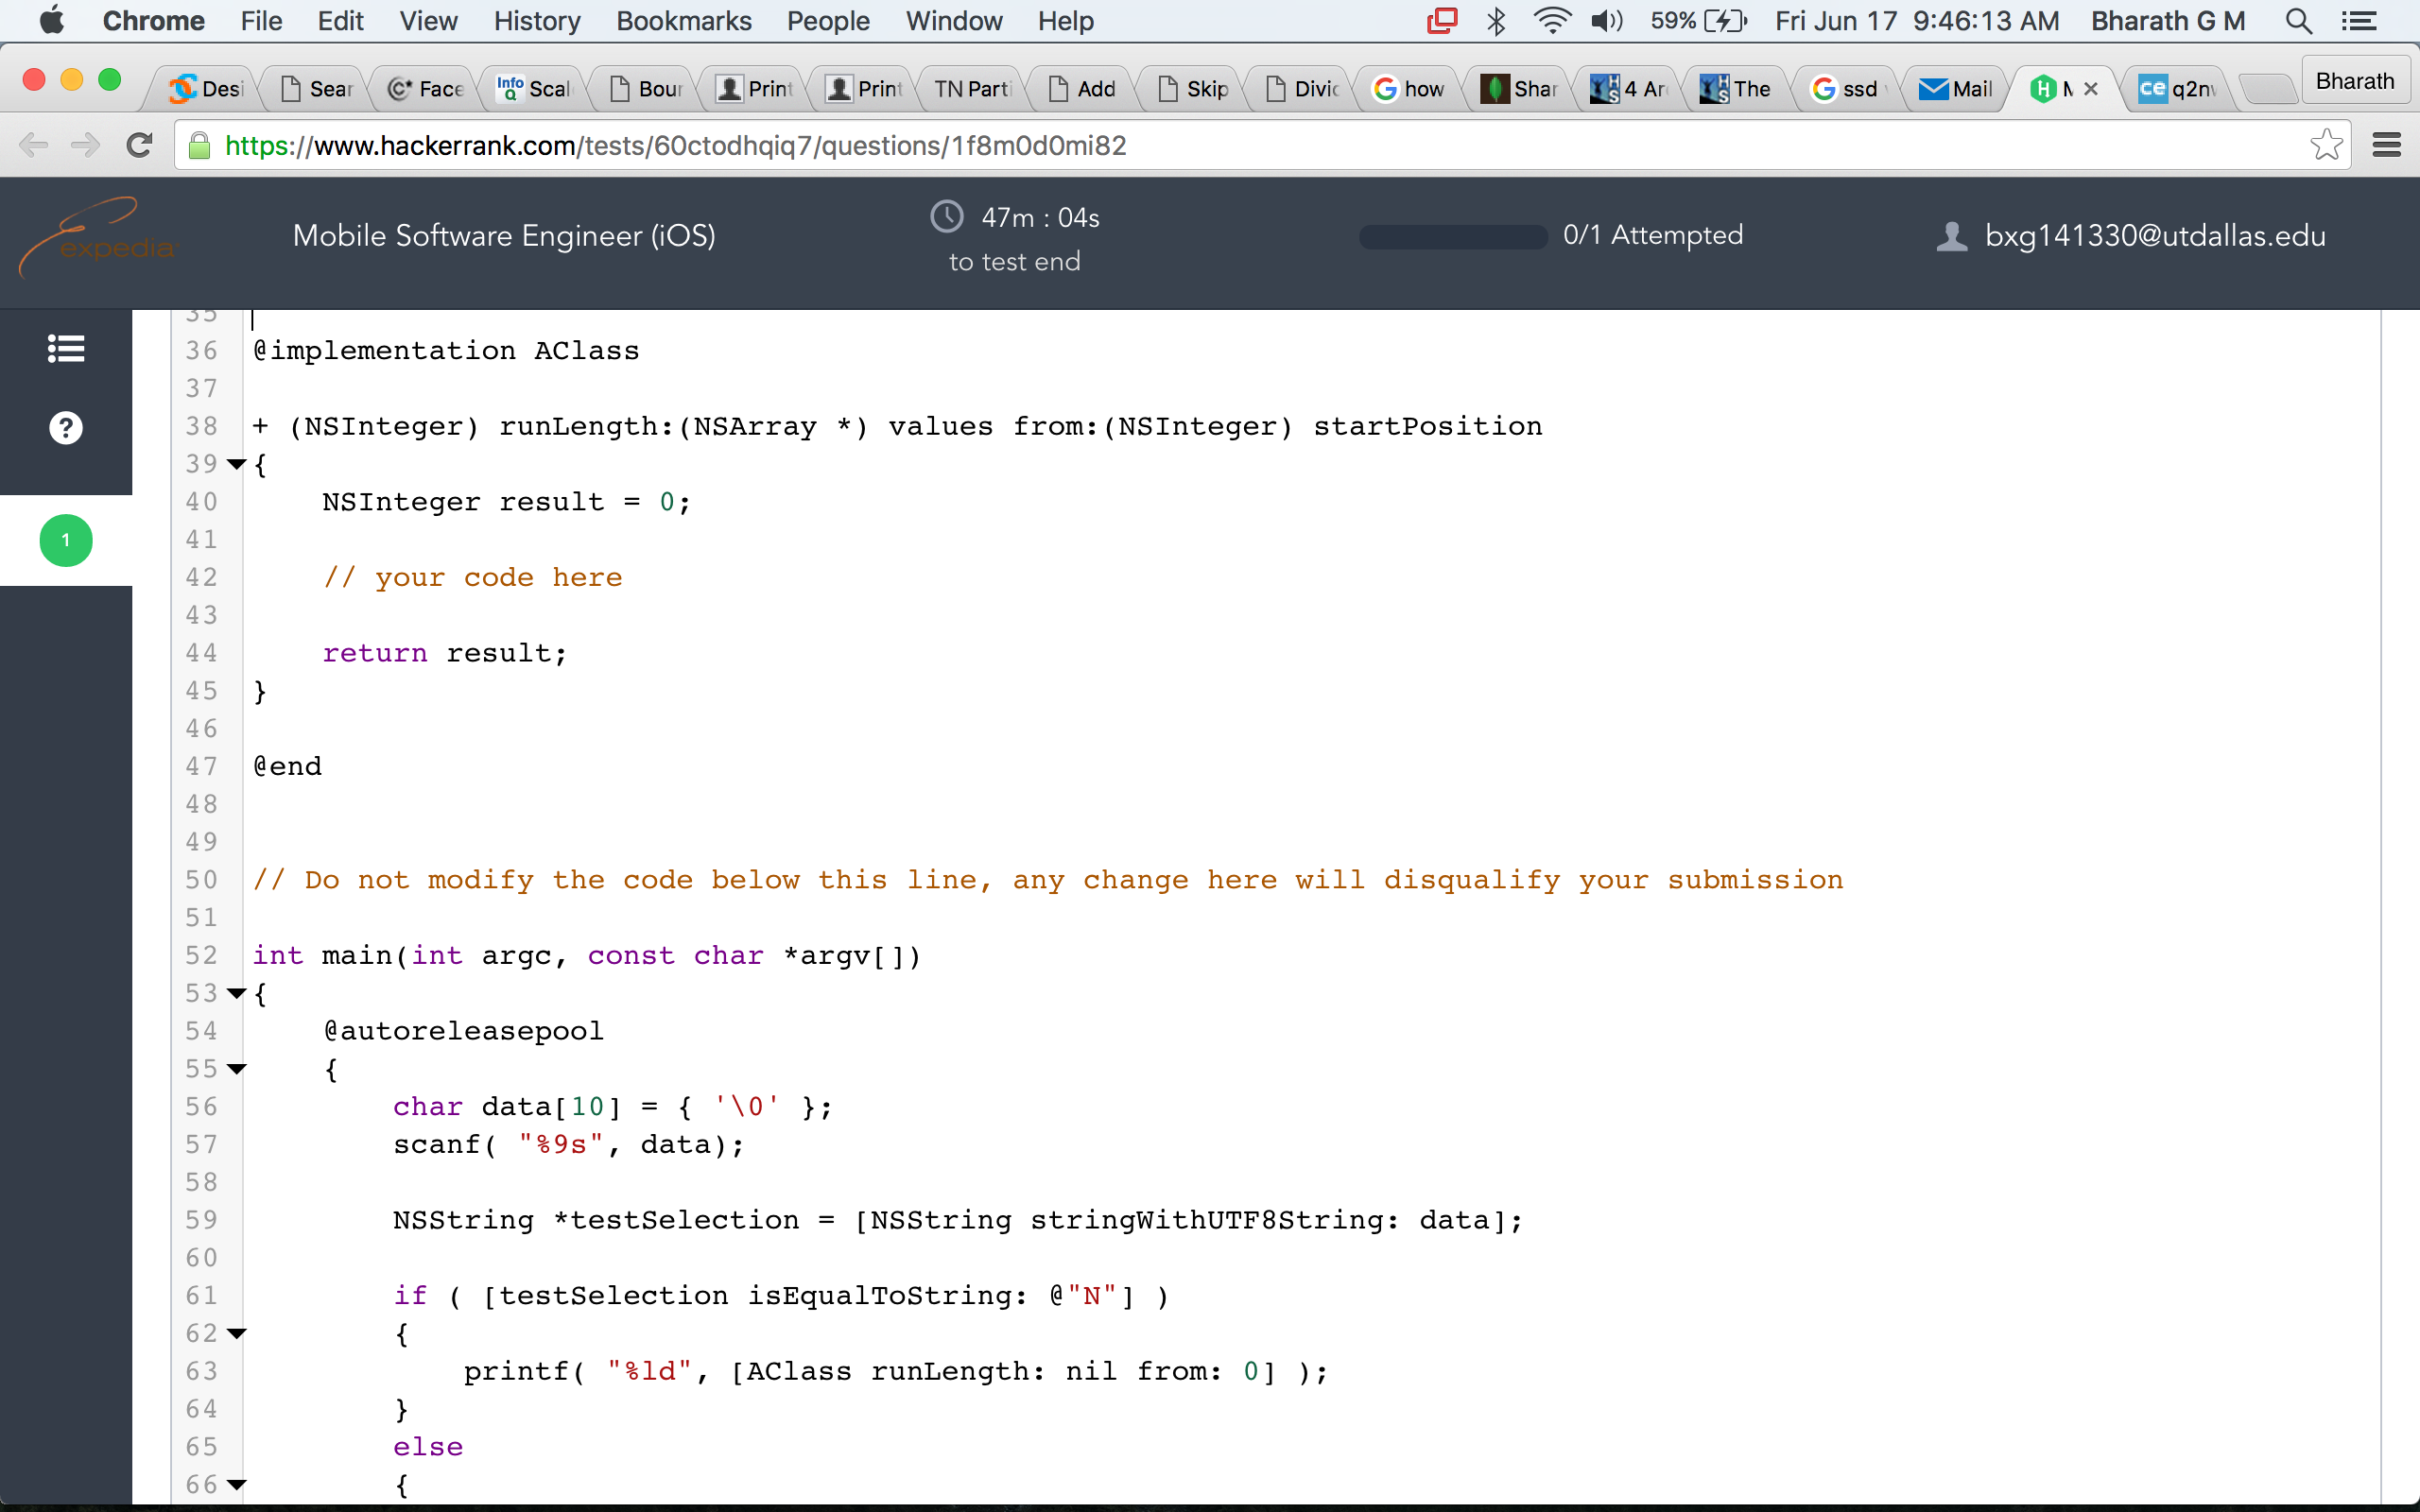 Chrome File Edit View History Bookmarks People Window Help 59% Fri Jun 17 9:46:13 AM Bharath G M
Desi Sear Face InfoQ Scal Bour Print Print TN Parti Add Skip Divic how Shar 4 Ar The ssd Mail ce q2nv Bharath
https://www.hackerrank.com/tests/60ctodhqiq7/questions/1f8m0d0mi82
expedia Mobile Software Engineer (iOS) 47m : 04s 0/1 Attempted bxg141330@utdallas.edu
to test end
35
36 @implementation AClass
37
38 + (NSInteger) runLength:(NSArray *) values from:(NSInteger) startPosition
39 {
40 NSInteger result = 0;
41
42 // your code here
43
44 return result;
45 }
46
47 @end
48
49
50 // Do not modify the code below this line, any change here will disqualify your submission
51
52 int main(int argc, const char *argv[])
53 {
54 @autoreleasepool
55 {
56 char data[10] = { '\0' };
57 scanf( "%9s", data);
58
59 NSString *testSelection = [NSString stringWithUTF8String: data];
60
61 if ( [testSelection isEqualToString: @"N"] )
62 {
63 printf( "%ld", [AClass runLength: nil from: 0] );
64 }
65 else
66 {
?
1